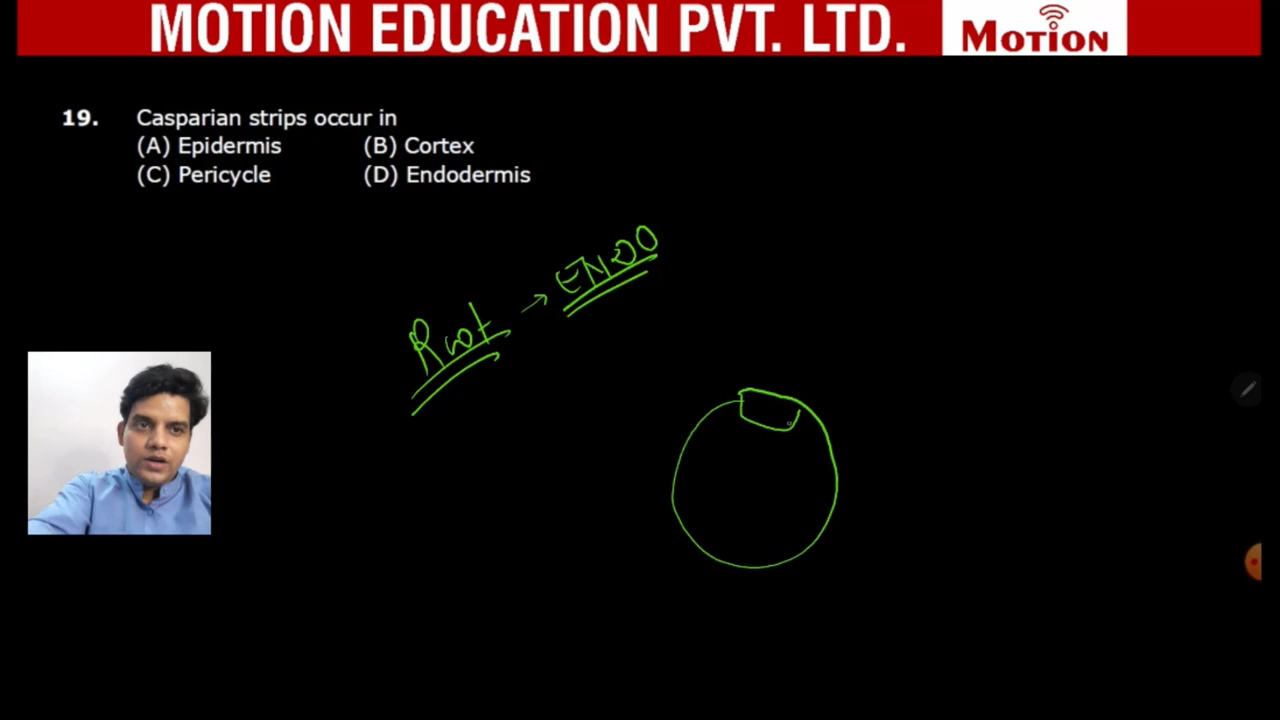 MOTION EDUCATION PVT. LTD.
MOTION
19. Casparian strips occur in
(A) Epidermis (B) Cortex
(C) Pericycle (D) Endodermis
Root → ENDO